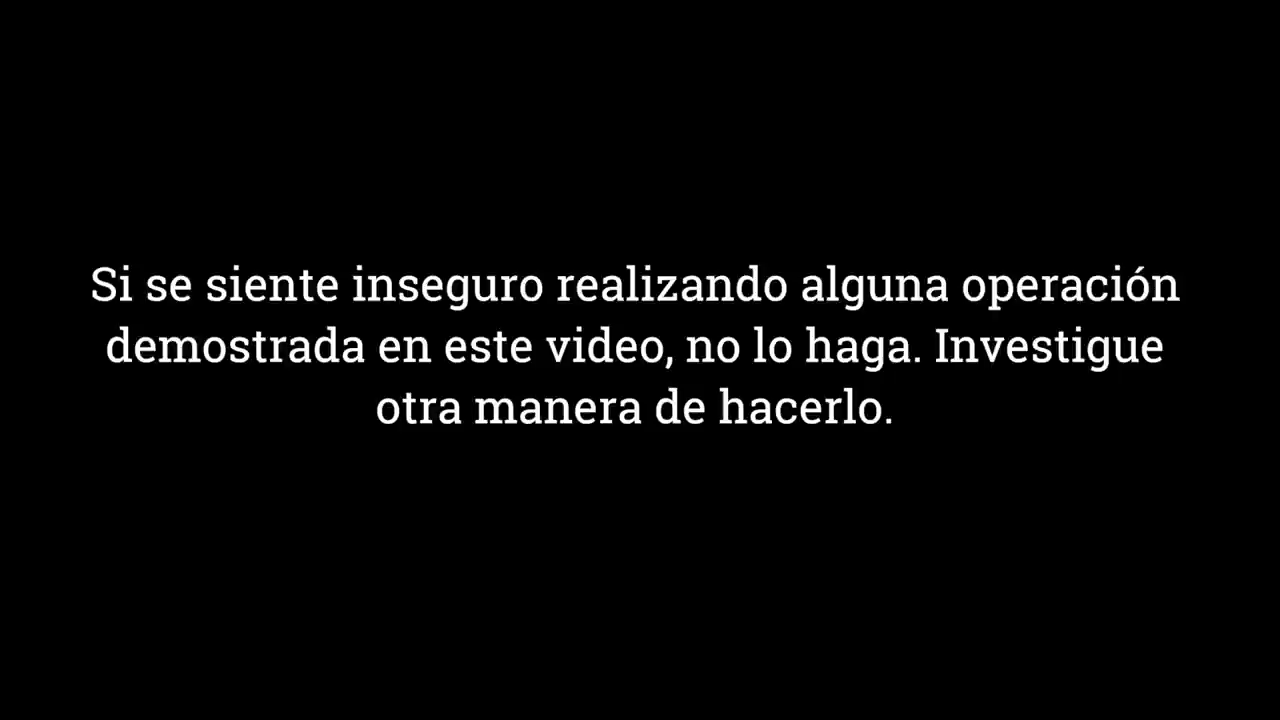 Si se siente inseguro realizando alguna operación
demostrada en este video, no lo haga. Investigue
otra manera de hacerlo.